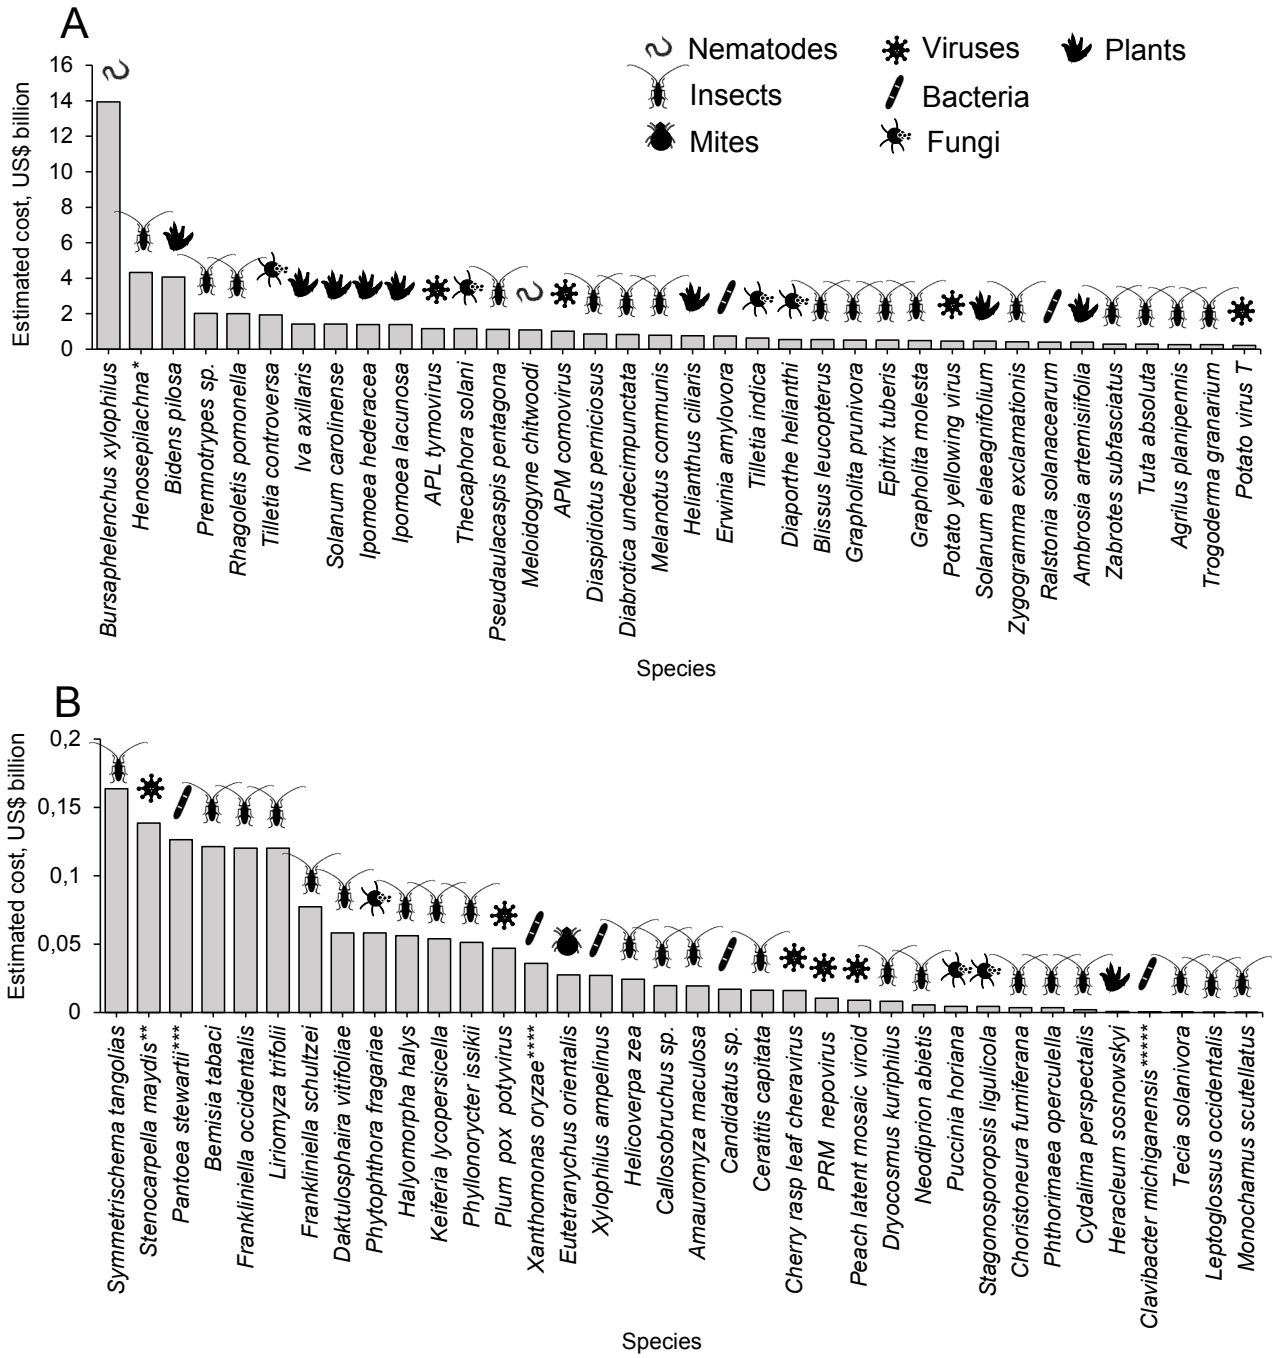 A
Nematodes
Viruses
Plants
Insects
Bacteria
Mites
Fungi
Estimated cost, US$ billion
16
14
12
10
8
6
4
2
0
Bursaphelenchus xylophilus
Henosepilachna*
Bidens pilosa
Premnotrypes sp.
Rhagoletis pomonella
Tilletia controversa
Iva axillaris
Solanum carolinense
Ipomoea hederacea
Ipomoea lacunosa
APL tymovirus
Thecaphora solani
Pseudaulacaspis pentagona
Meloidogyne chitwoodi
APM comovirus
Diaspidiotus perniciosus
Diabrotica undecimpunctata
Melanotus communis
Helianthus ciliaris
Erwinia amylovora
Tilletia indica
Diaporthe helianthi
Blissus leucopterus
Grapholita prunivora
Epitrix tuberis
Grapholita molesta
Potato yellowing virus
Solanum elaeagnifolium
Zygogramma exclamationis
Ralstonia solanacearum
Ambrosia artemisiifolia
Zabrotes subfasciatus
Tuta absoluta
Agrilus planipennis
Trogoderma granarium
Potato virus T
Species
B
Estimated cost, US$ billion
0,2
0,15
0,1
0,05
0
Symmetrischema tangolias
Stenocarpella maydis**
Pantoea stewartii***
Bemisia tabaci
Frankliniella occidentalis
Liriomyza trifolii
Frankliniella schultzei
Daktulosphaira vitifoliae
Phytophthora fragariae
Halyomorpha halys
Keiferia lycopersicella
Phyllonorycter issikii
Plum pox potyvirus
Xanthomonas oryzae****
Eutetranychus orientalis
Xylophilus ampelinus
Helicoverpa zea
Callosobruchus sp.
Amauromyza maculosa
Candidatus sp.
Ceratitis capitata
Cherry rasp leaf cheravirus
PRM nepovirus
Peach latent mosaic viroid
Dryocosmus kuriphilus
Neodiprion abietis
Puccinia horiana
Stagonosporopsis ligulicola
Choristoneura fumiferana
Phthorimaea operculella
Cydalima perspectalis
Heracleum sosnowskyi
Clavibacter michiganensis*****
Tecia solanivora
Leptoglossus occidentalis
Monochamus scutellatus
Species